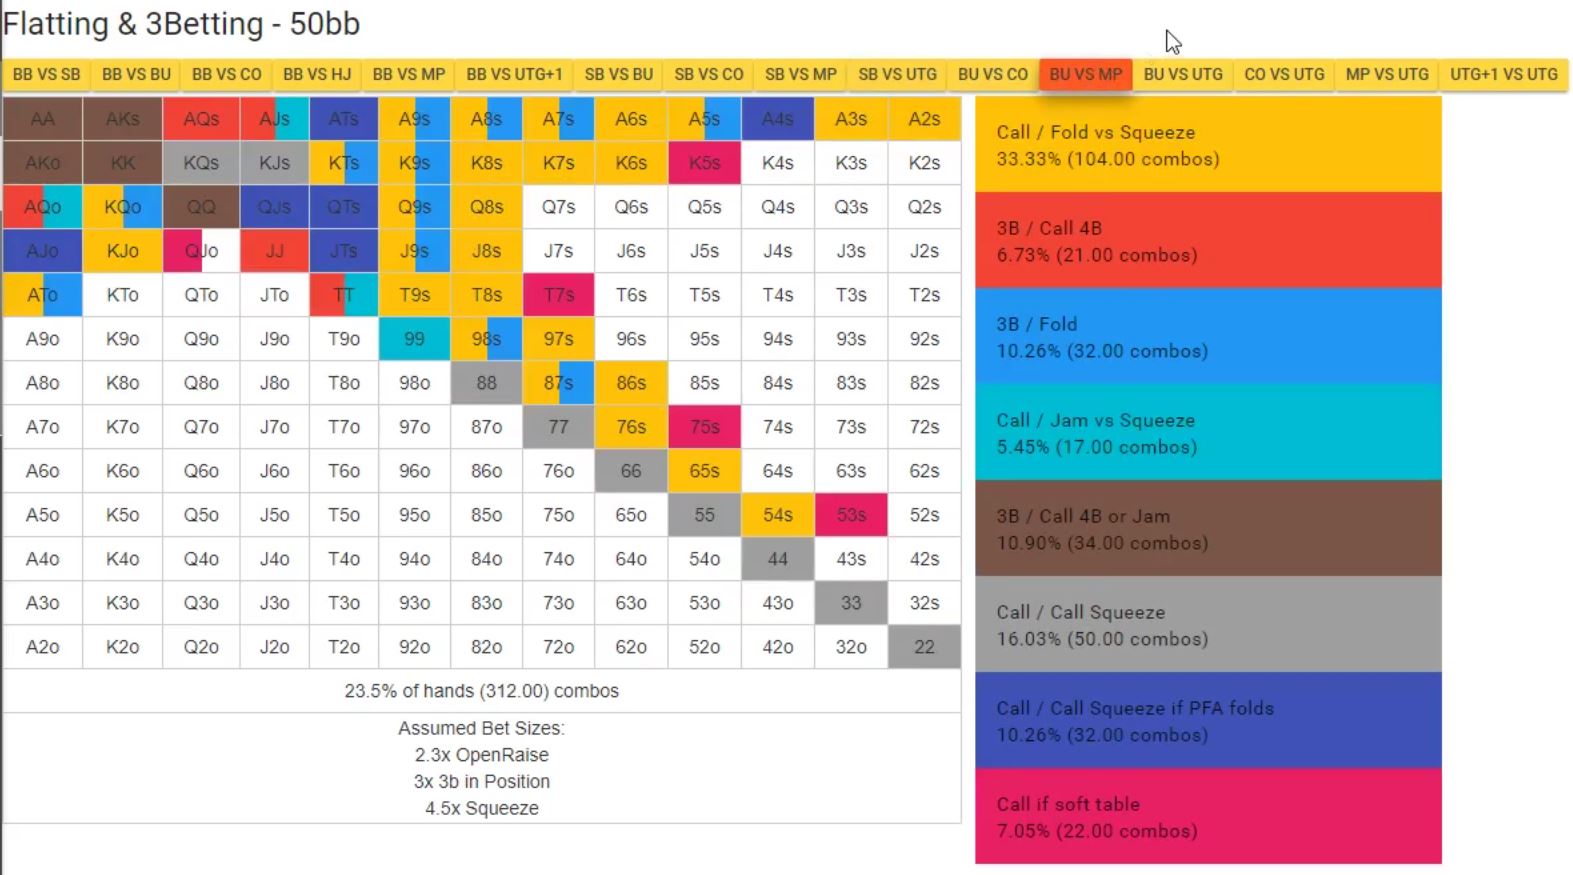 Flatting & 3Betting - 50bb
BB VS SB BB VS BU BB VS CO BB VS HJ BB VS MP BB VS UTG+1 SB VS BU SB VS CO SB VS MP SB VS UTG BU VS CO BU VS MP BU VS UTG CO VS UTG MP VS UTG UTG+1 VS UTG
AA AKs AQs AJs ATs A9s A8s A7s A6s A5s A4s A3s A2s
AKo KK KQs KJs KTs K9s K8s K7s K6s K5s K4s K3s K2s
AQo KQo QQ QJs QTs Q9s Q8s Q7s Q6s Q5s Q4s Q3s Q2s
AJo KJo QJo JJ JTs J9s J8s J7s J6s J5s J4s J3s J2s
ATo KTo QTo JTo TT T9s T8s T7s T6s T5s T4s T3s T2s
A9o K9o Q9o J9o T9o 99 98s 97s 96s 95s 94s 93s 92s
A8o K8o Q8o J8o T8o 98o 88 87s 86s 85s 84s 83s 82s
A7o K7o Q7o J7o T7o 97o 87o 77 76s 75s 74s 73s 72s
A6o K6o Q6o J6o T6o 96o 86o 76o 66 65s 64s 63s 62s
A5o K5o Q5o J5o T5o 95o 85o 75o 65o 55 54s 53s 52s
A4o K4o Q4o J4o T4o 94o 84o 74o 64o 54o 44 43s 42s
A3o K3o Q3o J3o T3o 93o 83o 73o 63o 53o 43o 33 32s
A2o K2o Q2o J2o T2o 92o 82o 72o 62o 52o 42o 32o 22
23.5% of hands (312.00) combos
Assumed Bet Sizes:
2.3x OpenRaise
3x 3b in Position
4.5x Squeeze
Call / Fold vs Squeeze
33.33% (104.00 combos)
3B / Call 4B
6.73% (21.00 combos)
3B / Fold
10.26% (32.00 combos)
Call / Jam vs Squeeze
5.45% (17.00 combos)
3B / Call 4B or Jam
10.90% (34.00 combos)
Call / Call Squeeze
16.03% (50.00 combos)
Call / Call Squeeze if PFA folds
10.26% (32.00 combos)
Call if soft table
7.05% (22.00 combos)